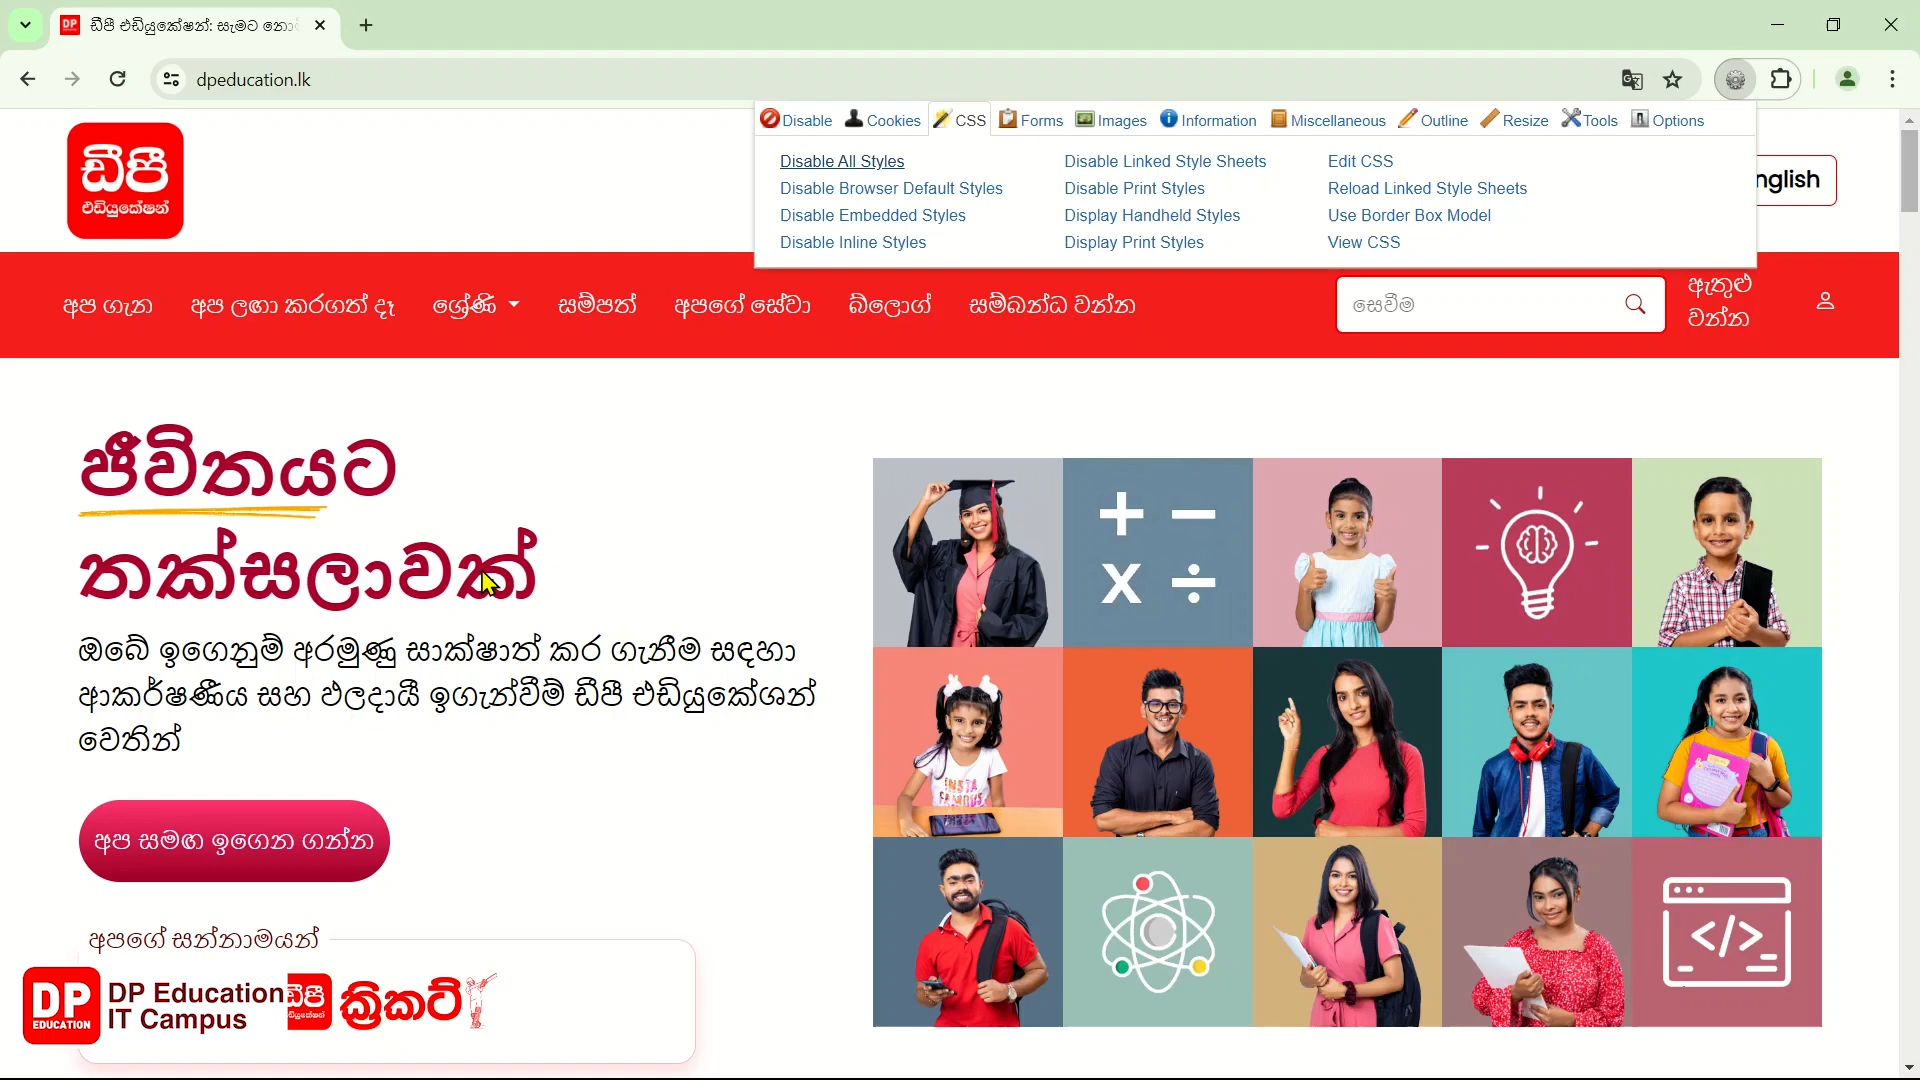 ඩීපී එඩියුකේෂන්: සැමට නො
dpeducation.lk
Disable Cookies CSS Forms Images Information Miscellaneous Outline Resize Tools Options
Disable All Styles Disable Linked Style Sheets Edit CSS
Disable Browser Default Styles Disable Print Styles Reload Linked Style Sheets
Disable Embedded Styles Display Handheld Styles Use Border Box Model
Disable Inline Styles Display Print Styles View CSS
ඩීපී
එඩියුකේෂන්
nglish
අප ගැන අප ලඟා කරගත් දෑ ශ්‍රේණි සම්පත් අපගේ සේවා බ්ලොග් සම්බන්ධ වන්න සෙවීම ඇතුළු
වන්න
ජීවිතයට
තක්සලාවක්
ඔබේ ඉගෙනුම් අරමුණු සාක්ෂාත් කර ගැනීම සඳහා
ආකර්ෂණීය සහ ඵලදායී ඉගැන්වීම් ඩීපී එඩියුකේශන්
වෙතින්
අප සමඟ ඉගෙන ගන්න
අපගේ සන්නාමයන්
DP
EDUCATION
DP Education
IT Campus
ඩීපී
එඩියුකේෂන්
ක්‍රිකට්
+ −
x ÷
INSTA
CAMPUS